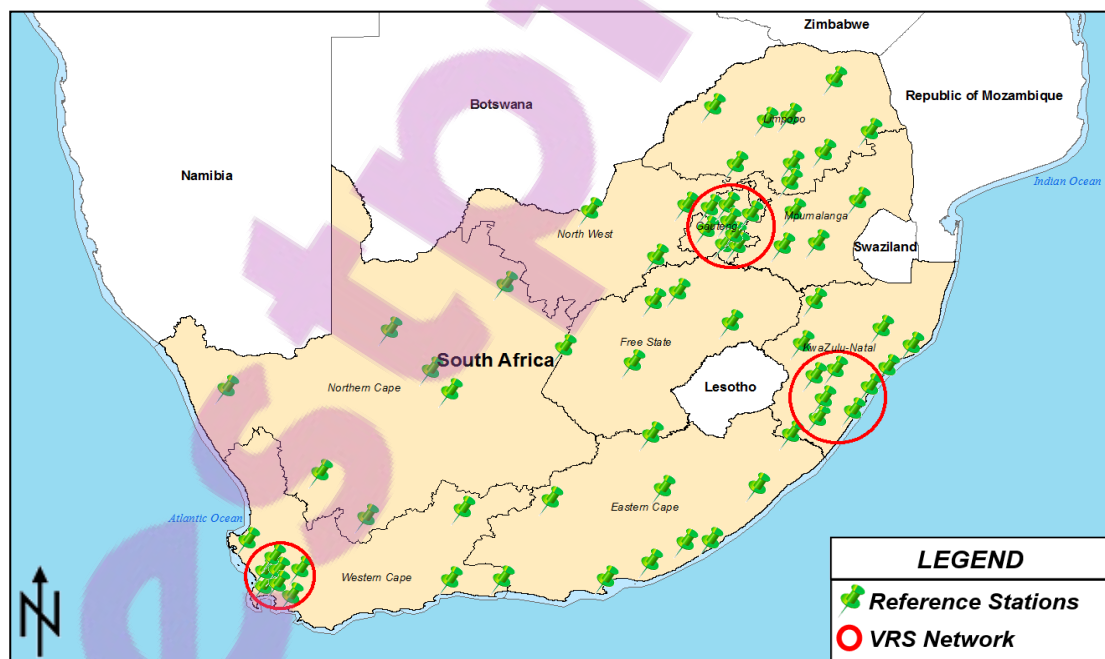 Zimbabwe
Republic of Mozambique
Botswana
Limpopo
Namibia
Indian Ocean
Mpumalanga
Gauteng
North West
Swaziland
Free State
KwaZulu-Natal
South Africa
Northern Cape
Lesotho
Eastern Cape
Atlantic Ocean
Western Cape
LEGEND
Reference Stations
VRS Network
N